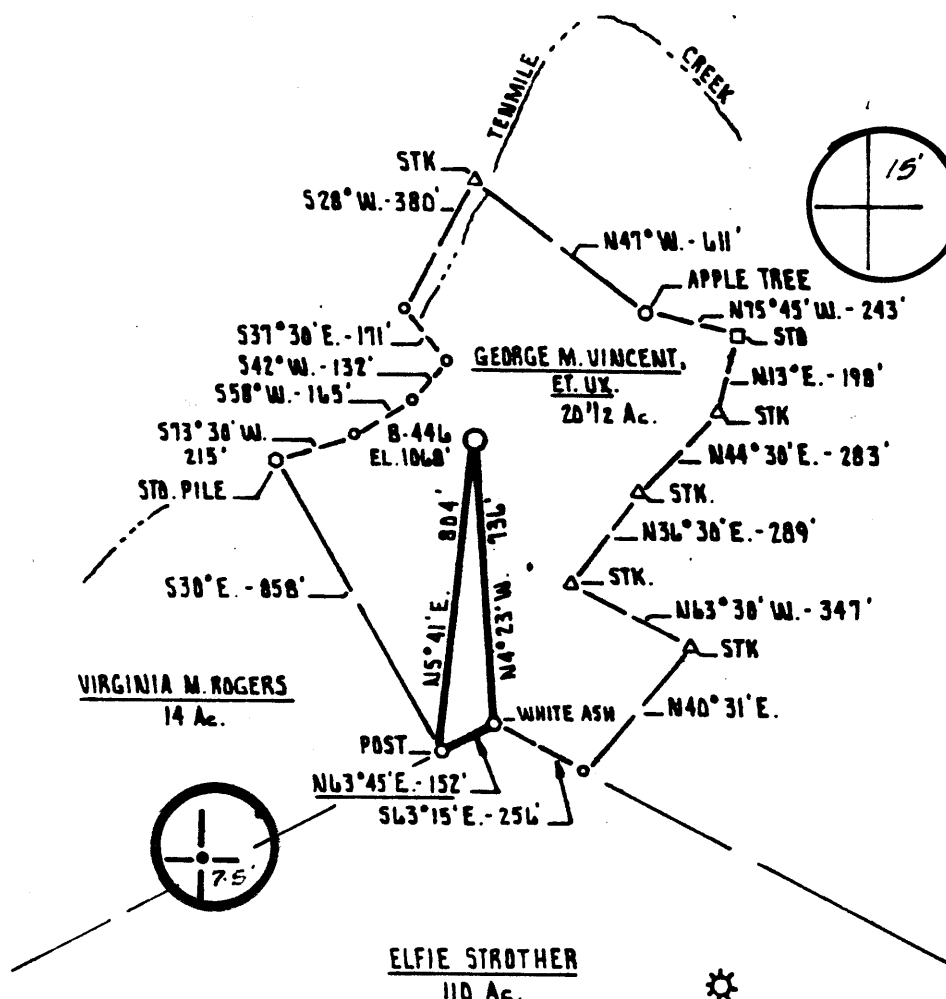 TENMILE
CREEK
STK
S28° W.-380'
15'
N47° W.-611'
APPLE TREE
N75°45' W.-243'
STD
S37°30' E.-171'
S42° W.-132'
S58° W.-165'
GEORGE M. VINCENT,
ET. UX.
20 1/2 Ac.
N13° E.-198'
STK
S73°30' W.
215'
B-446
EL. 1068'
N44°30' E.-283'
STO. PILE
STK.
N36°30' E.-289'
804'
736'
S30° E.-858'
STK.
N63°30' W.-347'
N5°41' E.
N4°23' W.
STK
VIRGINIA M. ROGERS
14 Ac.
WHITE ASH
N40°31' E.
POST
N63°45' E.-152'
S63°15' E.-256'
7.5'
ELFIE STROTHER
110 Ac.